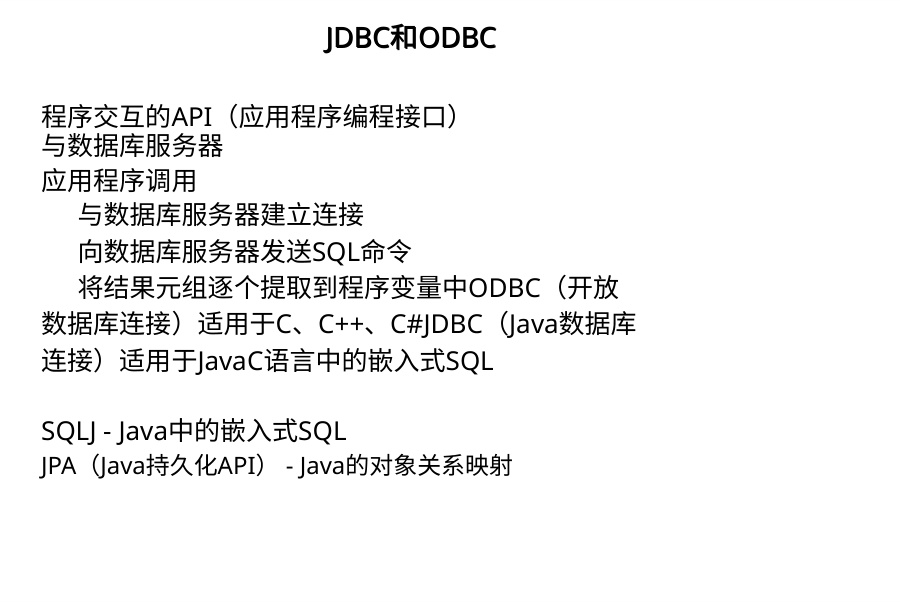 JDBC和ODBC
程序交互的API（应用程序编程接口）
与数据库服务器
应用程序调用
与数据库服务器建立连接
向数据库服务器发送SQL命令
将结果元组逐个提取到程序变量中ODBC（开放
数据库连接）适用于C、C++、C#JDBC（Java数据库
连接）适用于JavaC语言中的嵌入式SQL
SQLJ - Java中的嵌入式SQL
JPA（Java持久化API） - Java的对象关系映射